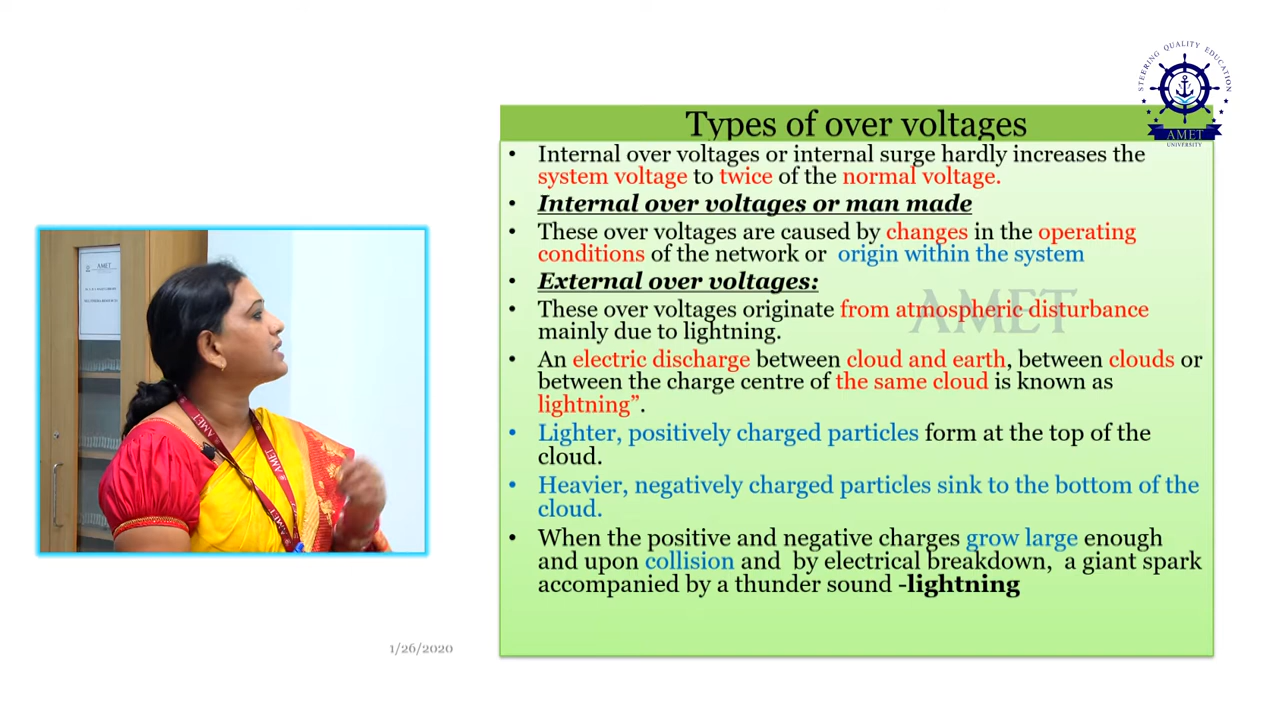 STEERING QUALITY EDUCATION
AMET
UNIVERSITY
Types of over voltages
• Internal over voltages or internal surge hardly increases the
system voltage to twice of the normal voltage.
• Internal over voltages or man made
• These over voltages are caused by changes in the operating
conditions of the network or origin within the system
• External over voltages:
AMET
• These over voltages originate from atmospheric disturbance
mainly due to lightning.
• An electric discharge between cloud and earth, between clouds or
between the charge centre of the same cloud is known as
lightning”.
• Lighter, positively charged particles form at the top of the
cloud.
• Heavier, negatively charged particles sink to the bottom of the
cloud.
• When the positive and negative charges grow large enough
and upon collision and by electrical breakdown, a giant spark
accompanied by a thunder sound -lightning
AMET
AMET
AMET
1/26/2020